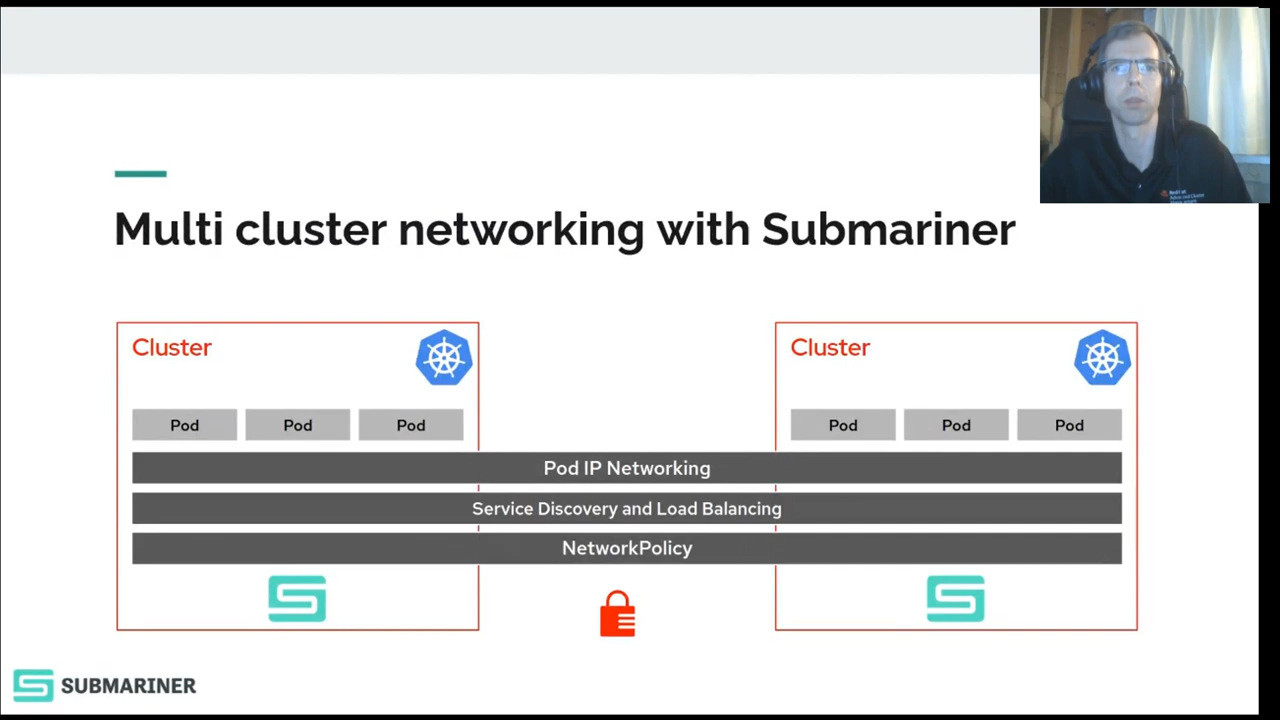 Multi cluster networking with Submariner
Cluster
Pod Pod Pod
Cluster
Pod Pod Pod
Pod IP Networking
Service Discovery and Load Balancing
NetworkPolicy
SUBMARINER